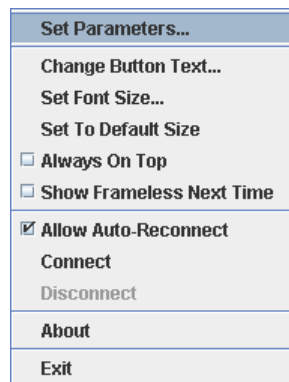 Set Parameters...
Change Button Text...
Set Font Size...
Set To Default Size
Always On Top
Show Frameless Next Time
Allow Auto-Reconnect
Connect
Disconnect
About
Exit